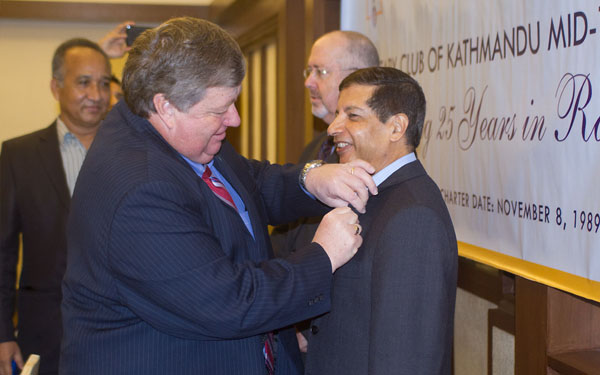 CLUB OF KATHMANDU MID-
25 Years in
CHARTER DATE: NOVEMBER 8, 1989